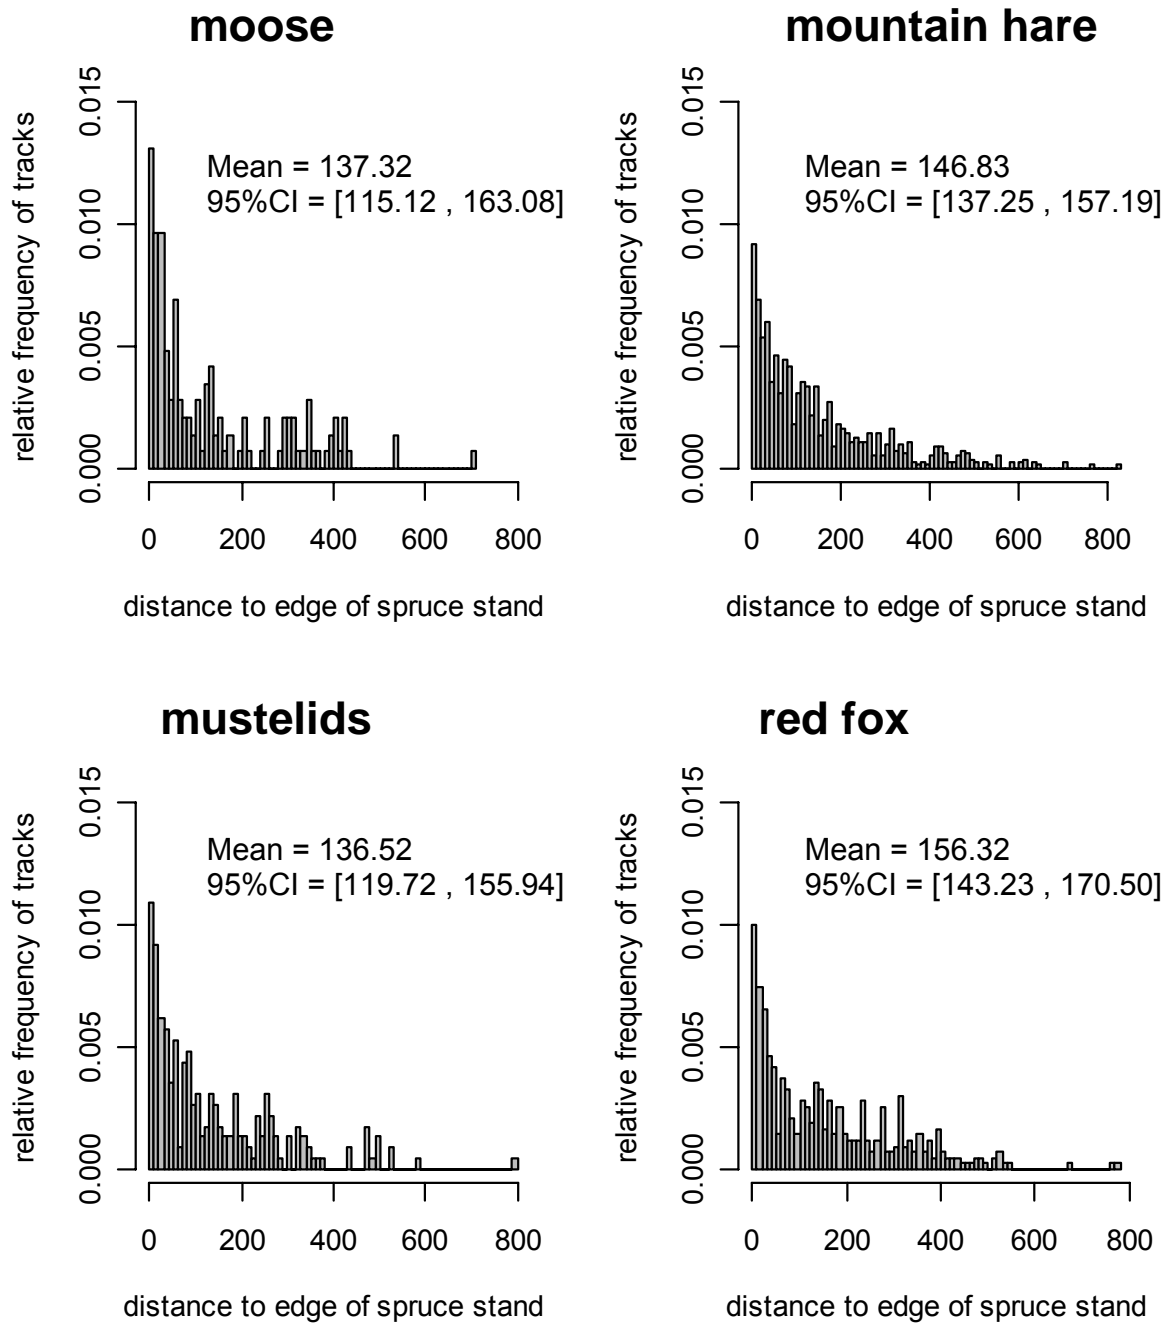 moose
relative frequency of tracks
0.015
0.010
0.005
0.000
Mean = 137.32
95%CI = [115.12 , 163.08]
0 200 400 600 800
distance to edge of spruce stand
mountain hare
relative frequency of tracks
0.015
0.010
0.005
0.000
Mean = 146.83
95%CI = [137.25 , 157.19]
0 200 400 600 800
distance to edge of spruce stand
mustelids
relative frequency of tracks
0.015
0.010
0.005
0.000
Mean = 136.52
95%CI = [119.72 , 155.94]
0 200 400 600 800
distance to edge of spruce stand
red fox
relative frequency of tracks
0.015
0.010
0.005
0.000
Mean = 156.32
95%CI = [143.23 , 170.50]
0 200 400 600 800
distance to edge of spruce stand